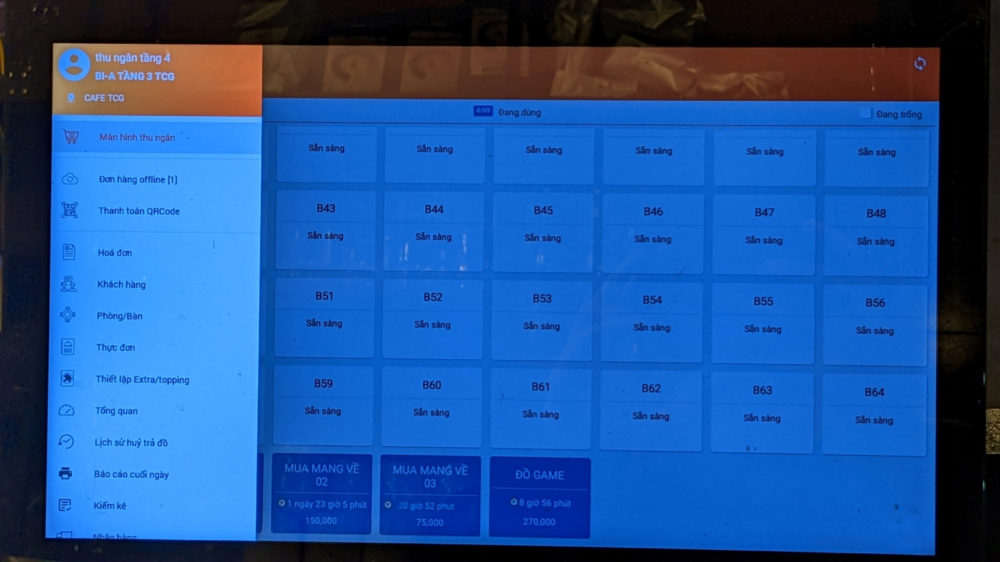 thu ngân tầng 4
BI-A TẦNG 3 TCG
CAFE TCG
Màn hình thu ngân
Đơn hàng offline [1]
Thanh toán QRCode
Hoá đơn
Khách hàng
Phòng/Bàn
Thực đơn
Thiết lập Extra/topping
Tổng quan
Lịch sử huỷ trả đồ
Báo cáo cuối ngày
Kiểm kê
Nhận hàng
4/69 Đang dùng
Đang trống
Sẵn sàng Sẵn sàng Sẵn sàng Sẵn sàng Sẵn sàng Sẵn sàng
B43 B44 B45 B46 B47 B48
Sẵn sàng Sẵn sàng Sẵn sàng Sẵn sàng Sẵn sàng Sẵn sàng
B51 B52 B53 B54 B55 B56
Sẵn sàng Sẵn sàng Sẵn sàng Sẵn sàng Sẵn sàng Sẵn sàng
B59 B60 B61 B62 B63 B64
Sẵn sàng Sẵn sàng Sẵn sàng Sẵn sàng Sẵn sàng Sẵn sàng
MUA MANG VỀ
02
1 ngày 23 giờ 5 phút
150,000
MUA MANG VỀ
03
20 giờ 52 phút
75,000
ĐỒ GAME
8 giờ 56 phút
270,000